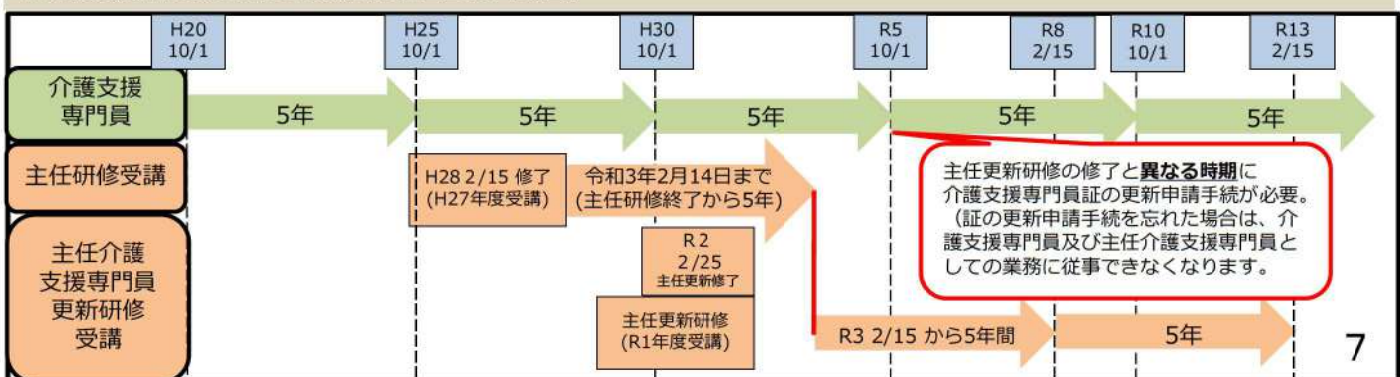 H20
10/1
H25
10/1
H30
10/1
R5
10/1
R8
2/15
R10
10/1
R13
2/15
介護支援
専門員
5年
5年
5年
5年
5年
主任研修受講
H28 2/15 修了
(H27年度受講)
令和3年2月14日まで
(主任研修終了から5年)
主任更新研修の修了と異なる時期に
介護支援専門員証の更新申請手続が必要。
（証の更新申請手続を忘れた場合は、介
護支援専門員及び主任介護支援専門員と
しての業務に従事できなくなります。
主任介護
支援専門員
更新研修
受講
R2
2/25
主任更新修了
主任更新研修
(R1年度受講)
R3 2/15 から5年間
5年
7